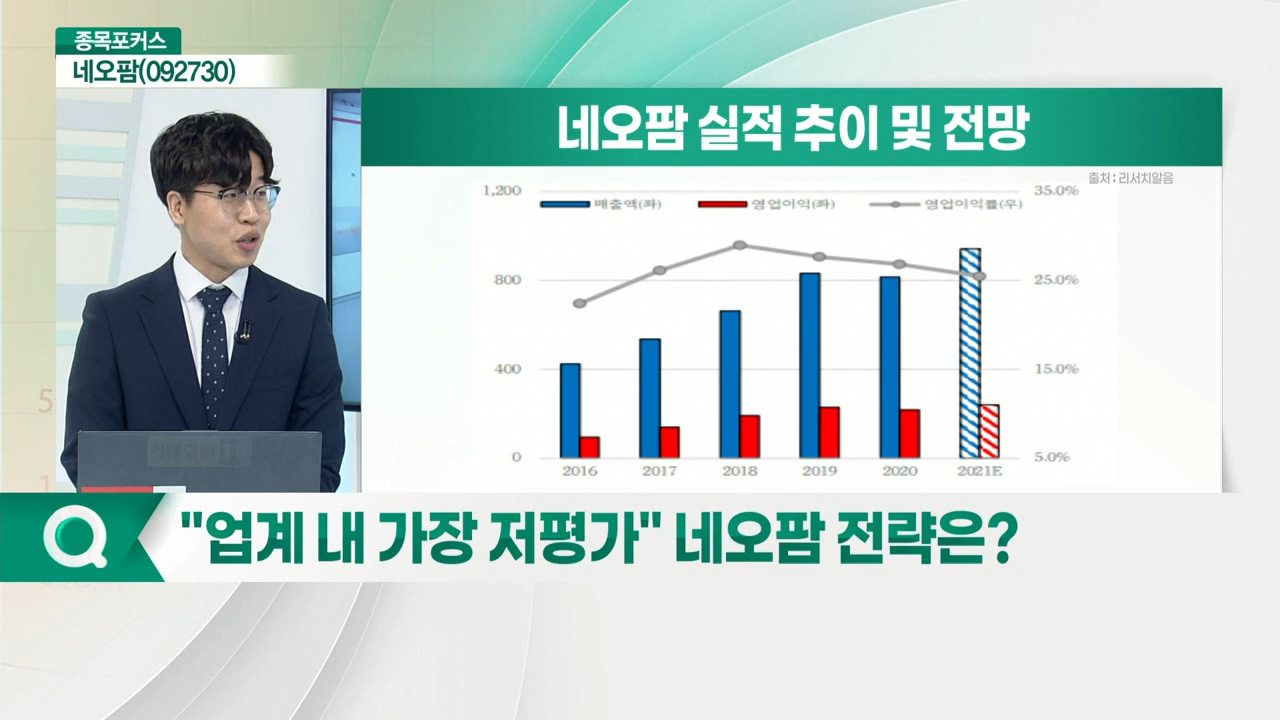 종목포커스
네오팜(092730)
네오팜 실적 추이 및 전망
출처 : 리서치알음
1,200
35.0%
매출액(좌)
영업이익(좌)
영업이익률(우)
800
25.0%
400
15.0%
0
5.0%
2016
2017
2018
2019
2020
2021E
5
1
"업계 내 가장 저평가" 네오팜 전략은?